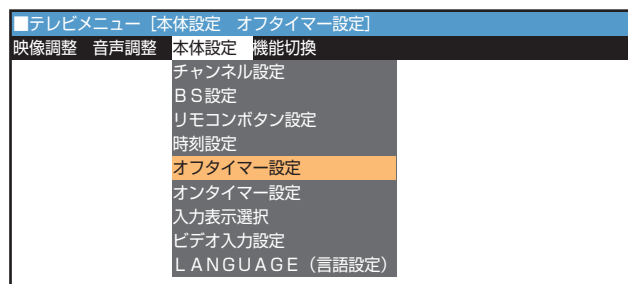 ■テレビメニュー［本体設定　オフタイマー設定］
映像調整　音声調整　本体設定　機能切換
チャンネル設定
ＢＳ設定
リモコンボタン設定
時刻設定
オフタイマー設定
オンタイマー設定
入力表示選択
ビデオ入力設定
ＬＡＮＧＵＡＧＥ（言語設定）